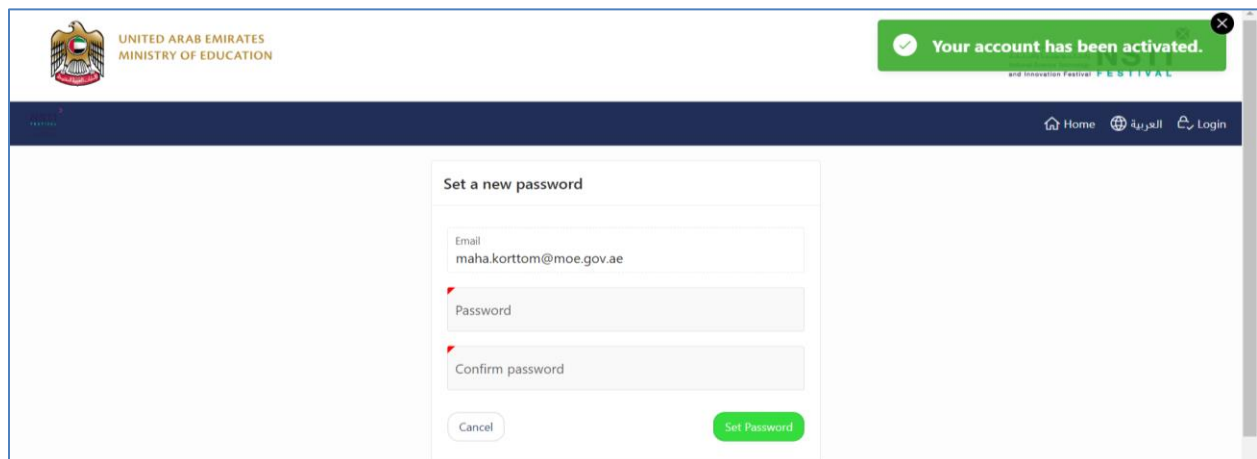 UNITED ARAB EMIRATES
MINISTRY OF EDUCATION
Your account has been activated.
and Innovation Festival FESTIVAL
Home العربية Login
Set a new password
Email
maha.korttom@moe.gov.ae
Password
Confirm password
Cancel Set Password